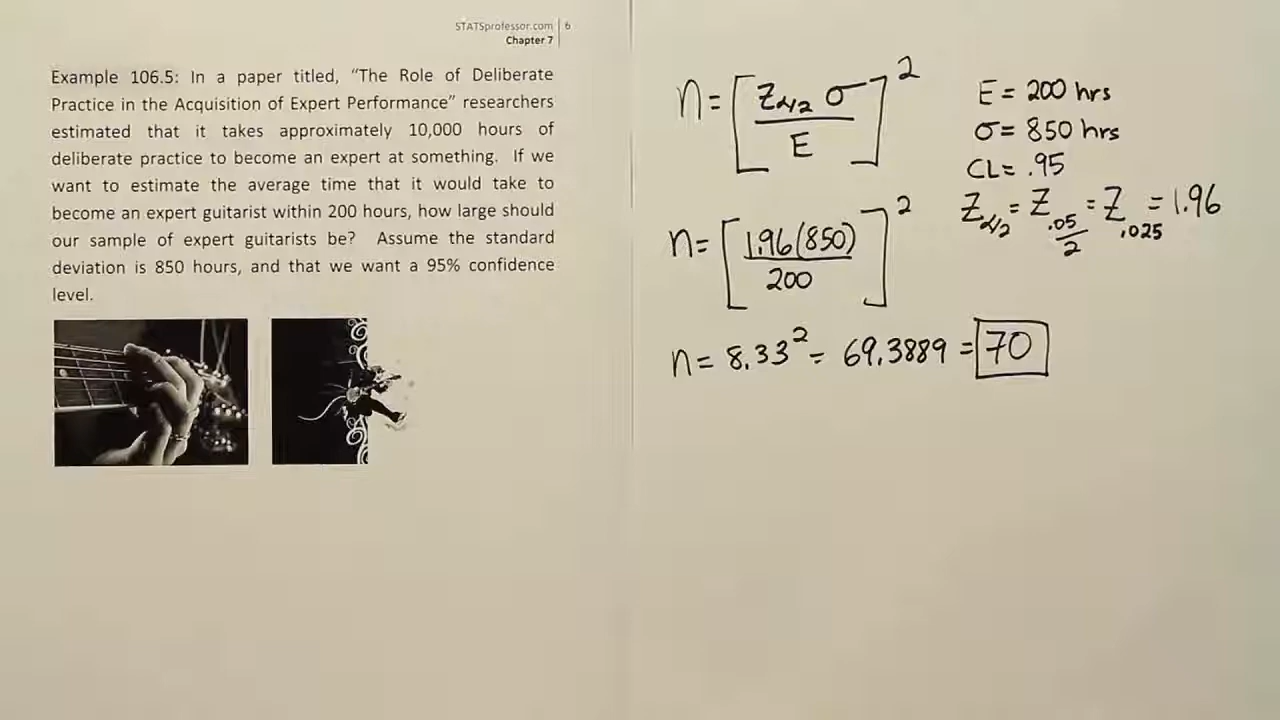 STATSprofessor.com | 6
Chapter 7
Example 106.5: In a paper titled, “The Role of Deliberate
Practice in the Acquisition of Expert Performance” researchers
estimated that it takes approximately 10,000 hours of
deliberate practice to become an expert at something. If we
want to estimate the average time that it would take to
become an expert guitarist within 200 hours, how large should
our sample of expert guitarists be? Assume the standard
deviation is 850 hours, and that we want a 95% confidence
level.
n = [Zα/2 σ / E]²
E = 200 hrs
σ = 850 hrs
CL = .95
Zα/2 = Z.05/2 = Z.025 = 1.96
n = [1.96(850) / 200]²
n = 8.33² = 69.3889 = 70